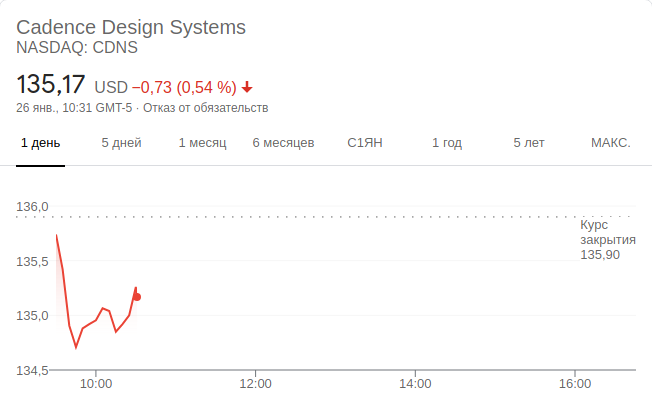 Cadence Design Systems
NASDAQ: CDNS
135,17 USD −0,73 (0,54 %)
26 янв., 10:31 GMT-5 · Отказ от обязательств
1 день 5 дней 1 месяц 6 месяцев С1ЯН 1 год 5 лет МАКС.
136,0
Курс
закрытия
135,90
135,5
135,0
134,5
10:00 12:00 14:00 16:00